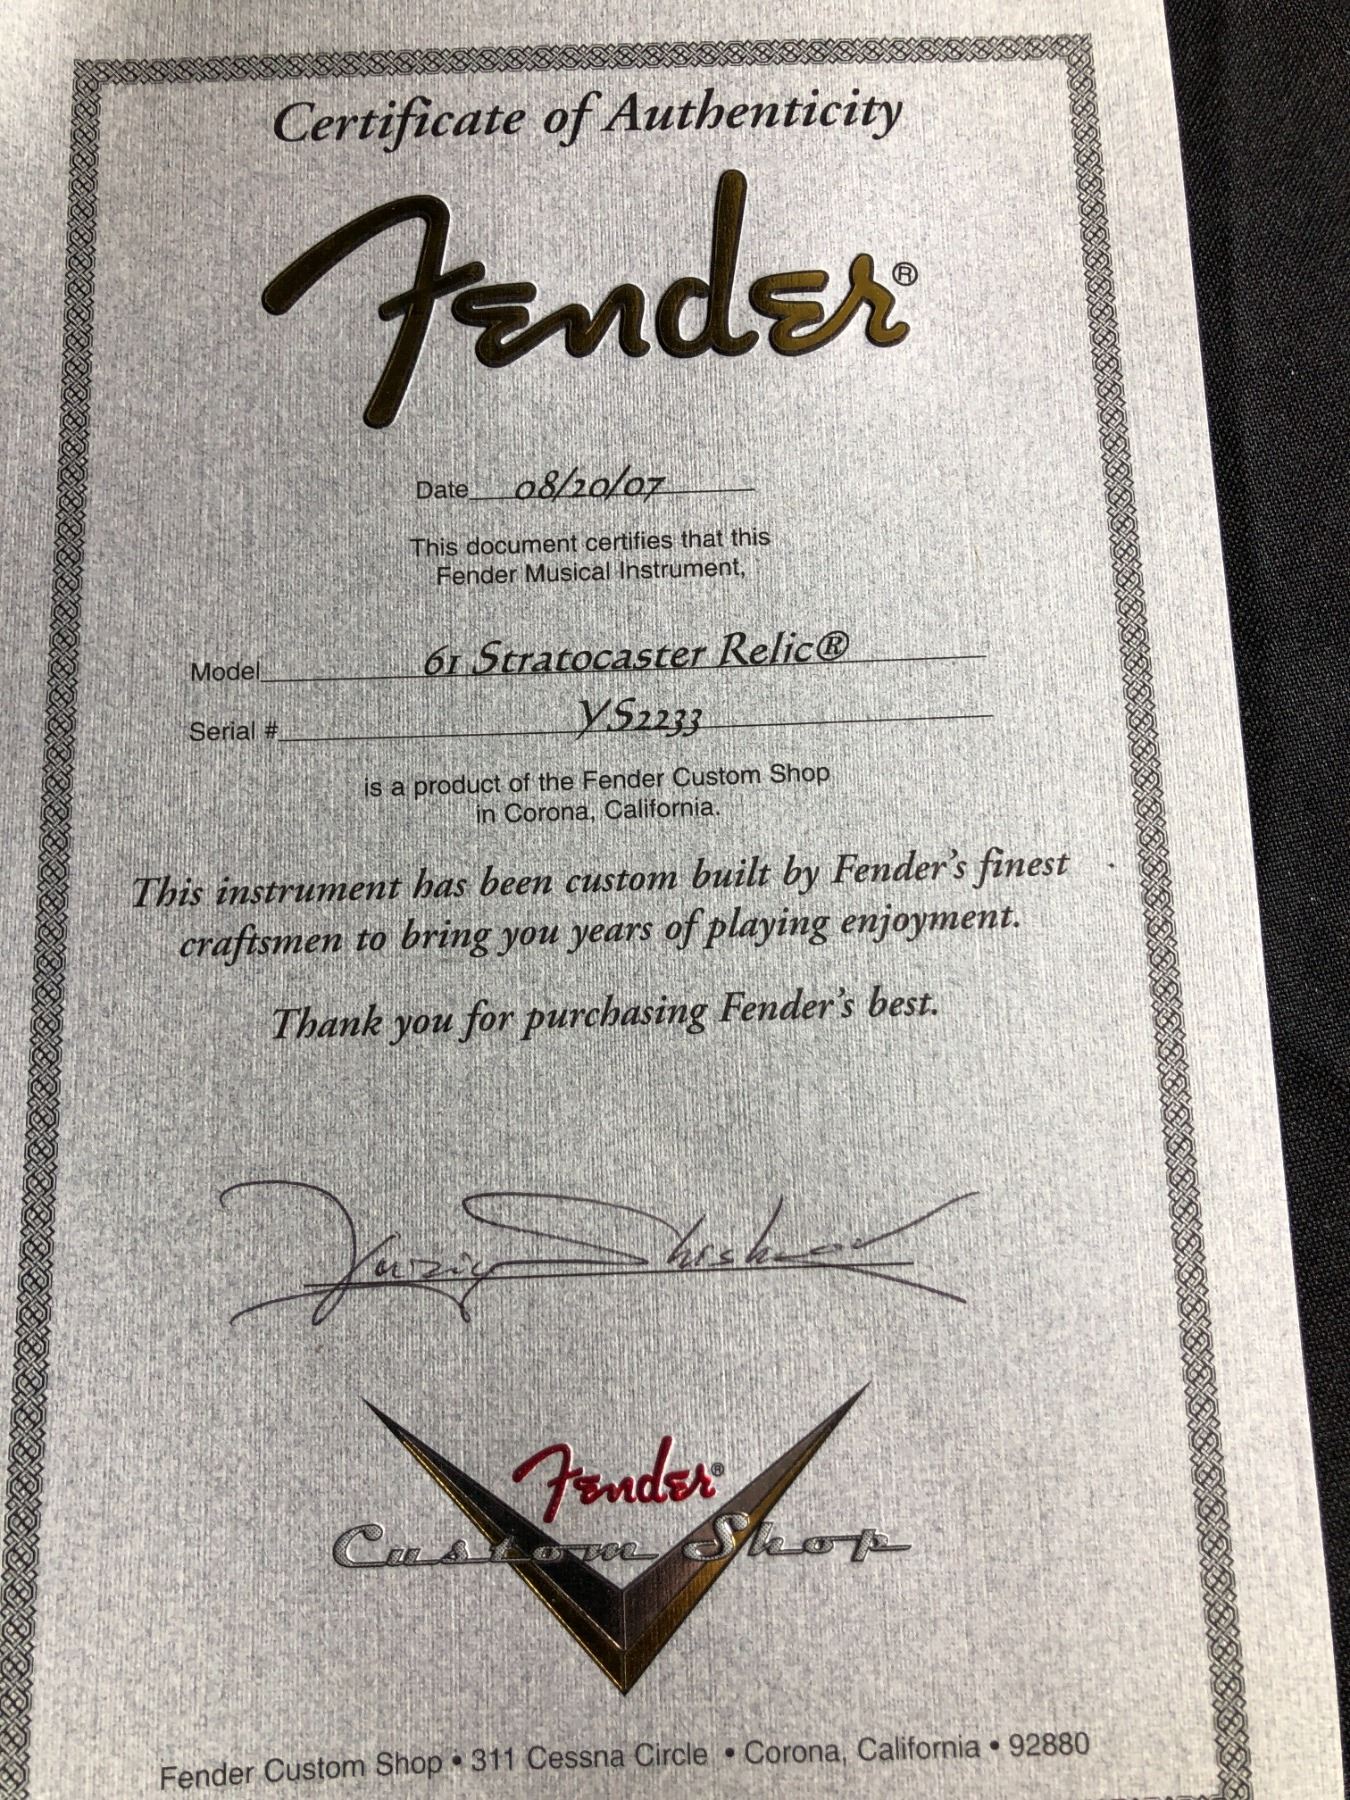 Certificate of Authenticity
Fender®
Date 08/20/07
This document certifies that this
Fender Musical Instrument,
Model 61 Stratocaster Relic®
Serial # YS2233
is a product of the Fender Custom Shop
in Corona, California.
This instrument has been custom built by Fender's finest
craftsmen to bring you years of playing enjoyment.
Thank you for purchasing Fender's best.
Fender®
Custom Shop
Fender Custom Shop • 311 Cessna Circle • Corona, California • 92880